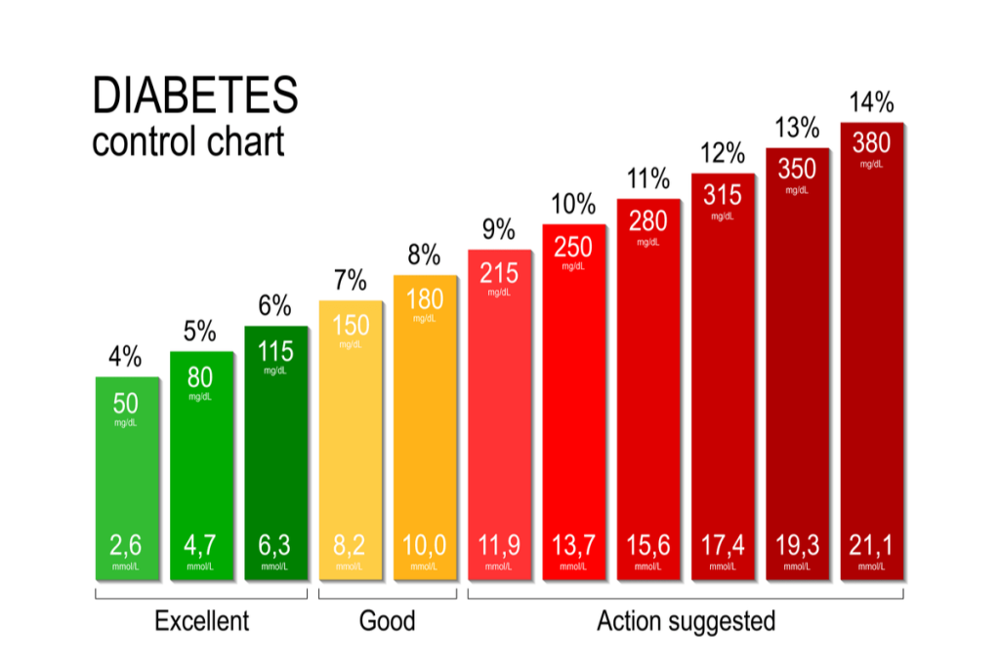 DIABETES
control chart
4%
50
mg/dL
2,6
mmol/L
5%
80
mg/dL
4,7
mmol/L
6%
115
mg/dL
6,3
mmol/L
7%
150
mg/dL
8,2
mmol/L
8%
180
mg/dL
10,0
mmol/L
9%
215
mg/dL
11,9
mmol/L
10%
250
mg/dL
13,7
mmol/L
11%
280
mg/dL
15,6
mmol/L
12%
315
mg/dL
17,4
mmol/L
13%
350
mg/dL
19,3
mmol/L
14%
380
mg/dL
21,1
mmol/L
Excellent
Good
Action suggested